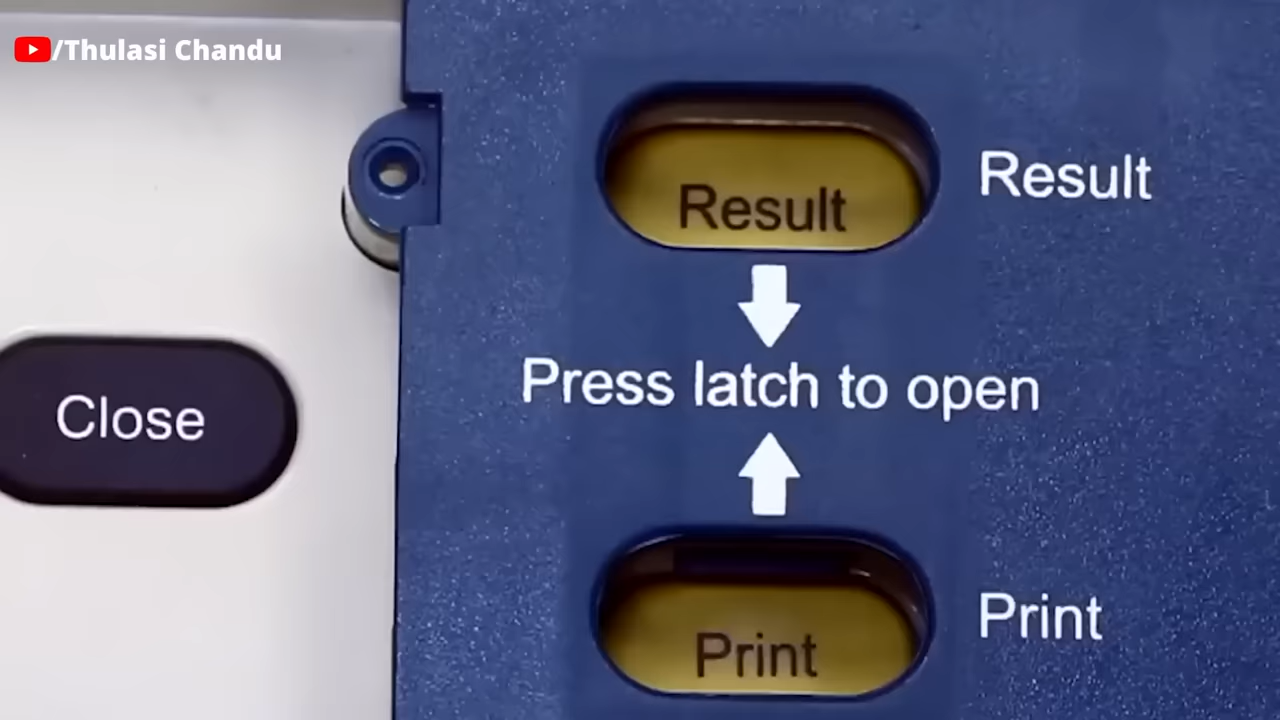 /Thulasi Chandu
Result
Result
Press latch to open
Close
Print
Print